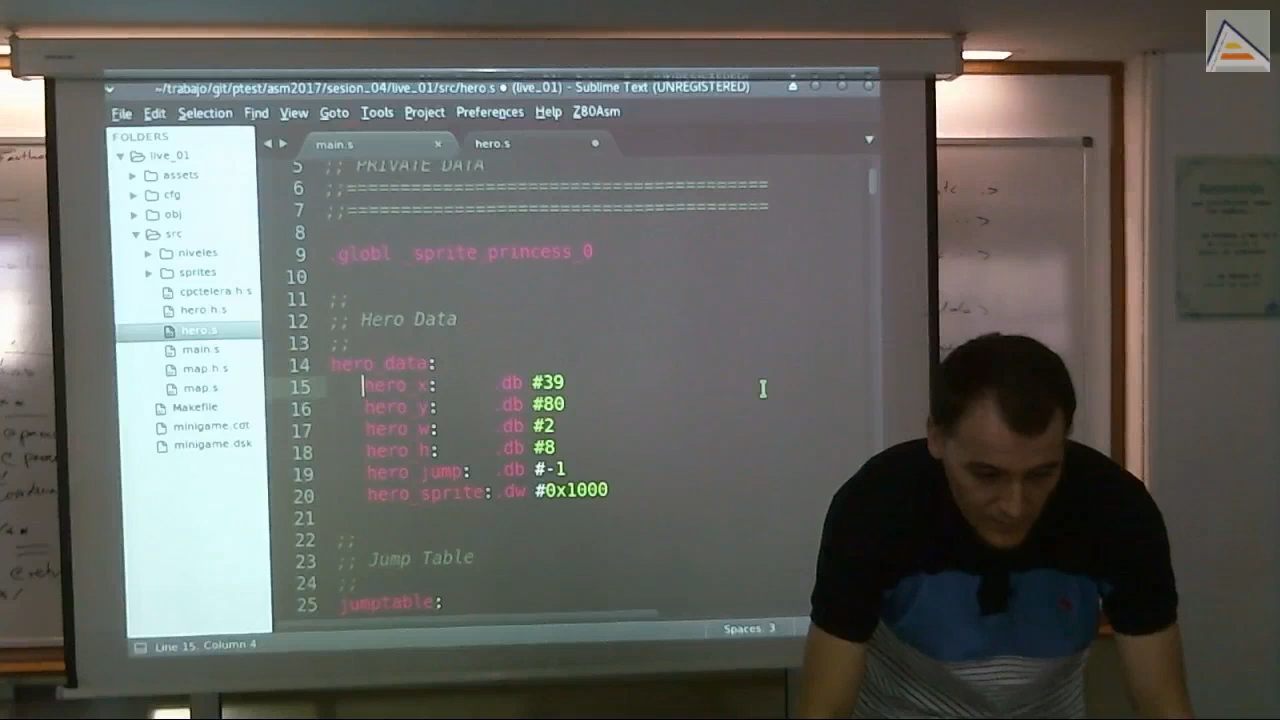 ~/trabajo/git/ptest/asm2017/sesion_04/live_01/src/hero.s • (live_01) - Sublime Text (UNREGISTERED)
File Edit Selection Find View Goto Tools Project Preferences Help Z80Asm
FOLDERS
live_01
assets
cfg
obj
src
niveles
sprites
cpctelera.h.s
hero.h.s
hero.s
main.s
map.h.s
map.s
Makefile
minigame.cdt
minigame.dsk
main.s × hero.s
5 ;; PRIVATE DATA
6 ;;=====================================
7 ;;=====================================
8
9 .globl _sprite_princess_0
10
11 ;;
12 ;; Hero Data
13 ;;
14 hero_data:
15 hero_x: .db #39
16 hero_y: .db #80
17 hero_w: .db #2
18 hero_h: .db #8
19 hero_jump: .db #-1
20 hero_sprite: .dw #0x1000
21
22 ;;
23 ;; Jump Table
24 ;;
25 jumptable:
Line 15, Column 4 Spaces: 3